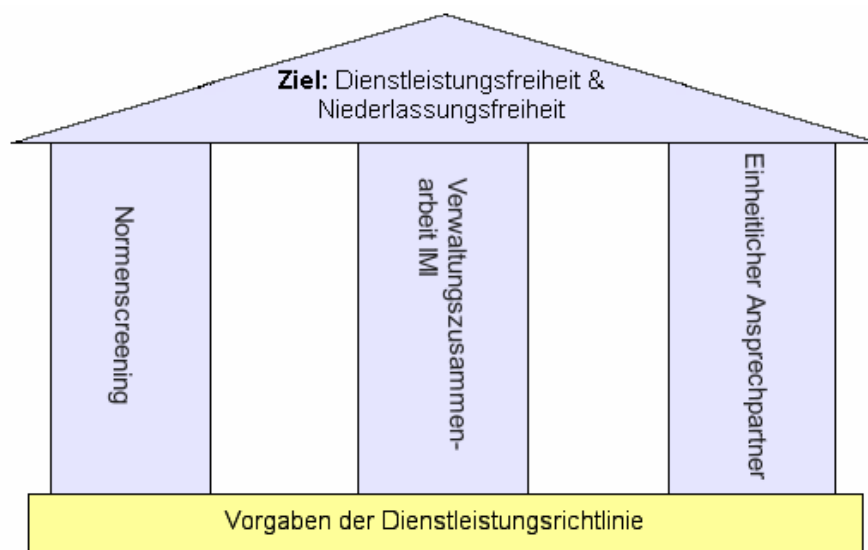 Ziel: Dienstleistungsfreiheit &
Niederlassungsfreiheit
Normenscreening
Verwaltungszusammen-
arbeit IMI
Einheitlicher Ansprechpartner
Vorgaben der Dienstleistungsrichtlinie